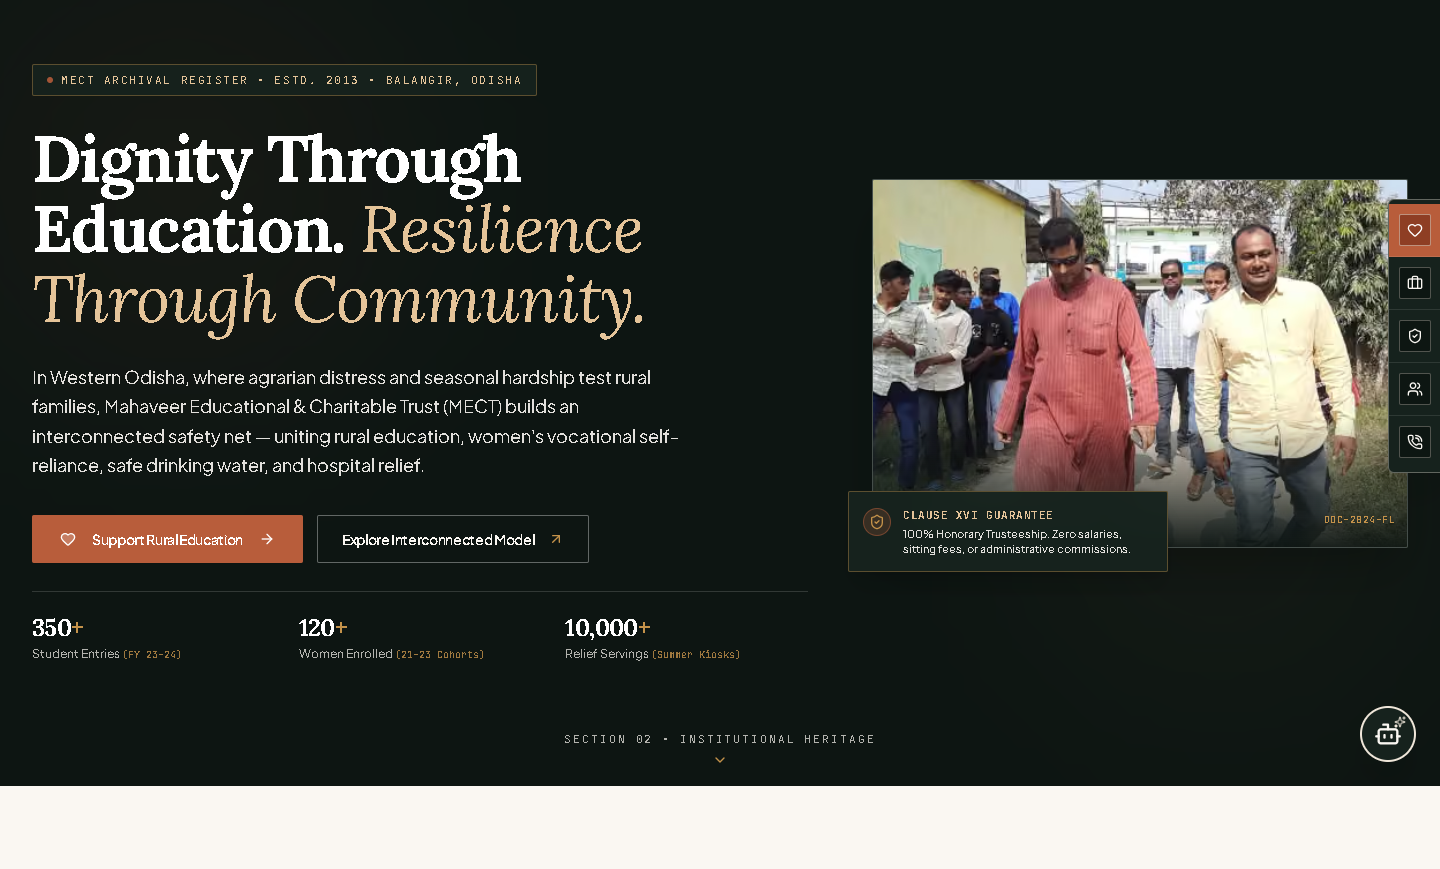 MECT ARCHIVAL REGISTER - ESTD. 2013 - BALANGIR, ODISHA
Dignity Through
Education. Resilience
Through Community.
In Western Odisha, where agrarian distress and seasonal hardship test rural
families, Mahaveer Educational & Charitable Trust (MECT) builds an
interconnected safety net — uniting rural education, women's vocational self-
reliance, safe drinking water, and hospital relief.
Support Rural Education
Explore Interconnected Model
350+
Student Entries (FY 23-24)
120+
Women Enrolled (21-23 Cohorts)
10,000+
Relief Servings (Summer Kiosks)
CLAUSE XVI GUARANTEE
100% Honorary Trusteeship. Zero salaries,
sitting fees, or administrative commissions.
DOC-2024-FL
SECTION 02 - INSTITUTIONAL HERITAGE